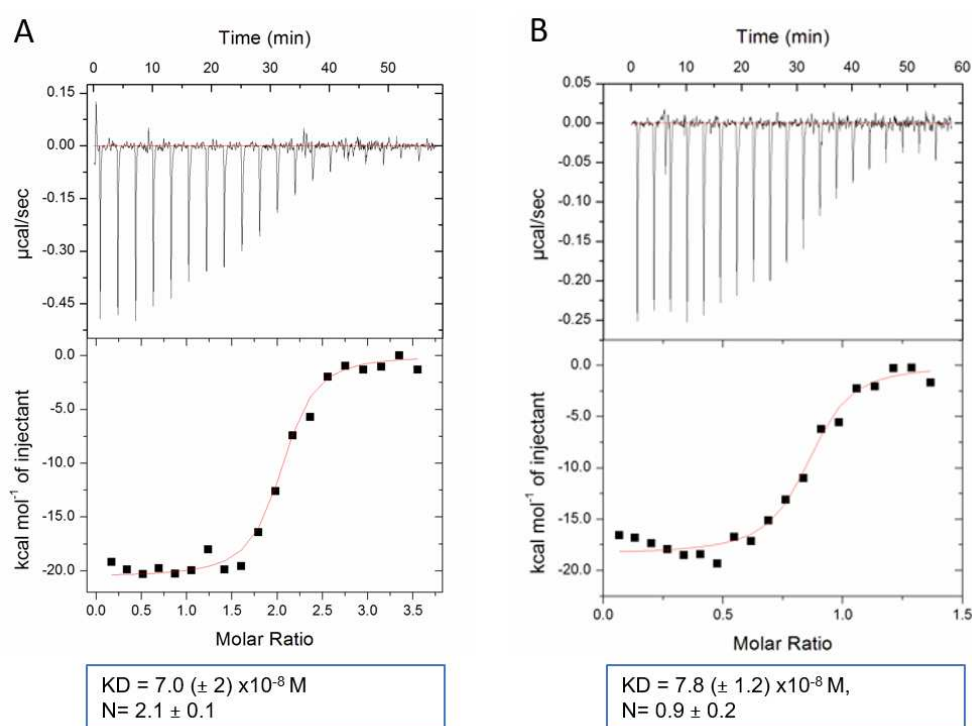 A
Time (min)
0 10 20 30 40 50
0.15
0.00
-0.15
-0.30
-0.45
µcal/sec
0.0
-5.0
-10.0
-15.0
-20.0
kcal mol⁻¹ of injectant
0.0 0.5 1.0 1.5 2.0 2.5 3.0 3.5
Molar Ratio
KD = 7.0 (± 2) x10⁻⁸ M
N= 2.1 ± 0.1
B
Time (min)
0 10 20 30 40 50 60
0.05
0.00
-0.05
-0.10
-0.15
-0.20
-0.25
µcal/sec
0.0
-5.0
-10.0
-15.0
-20.0
kcal mol⁻¹ of injectant
0.0 0.5 1.0 1.5
Molar Ratio
KD = 7.8 (± 1.2) x10⁻⁸ M,
N= 0.9 ± 0.2